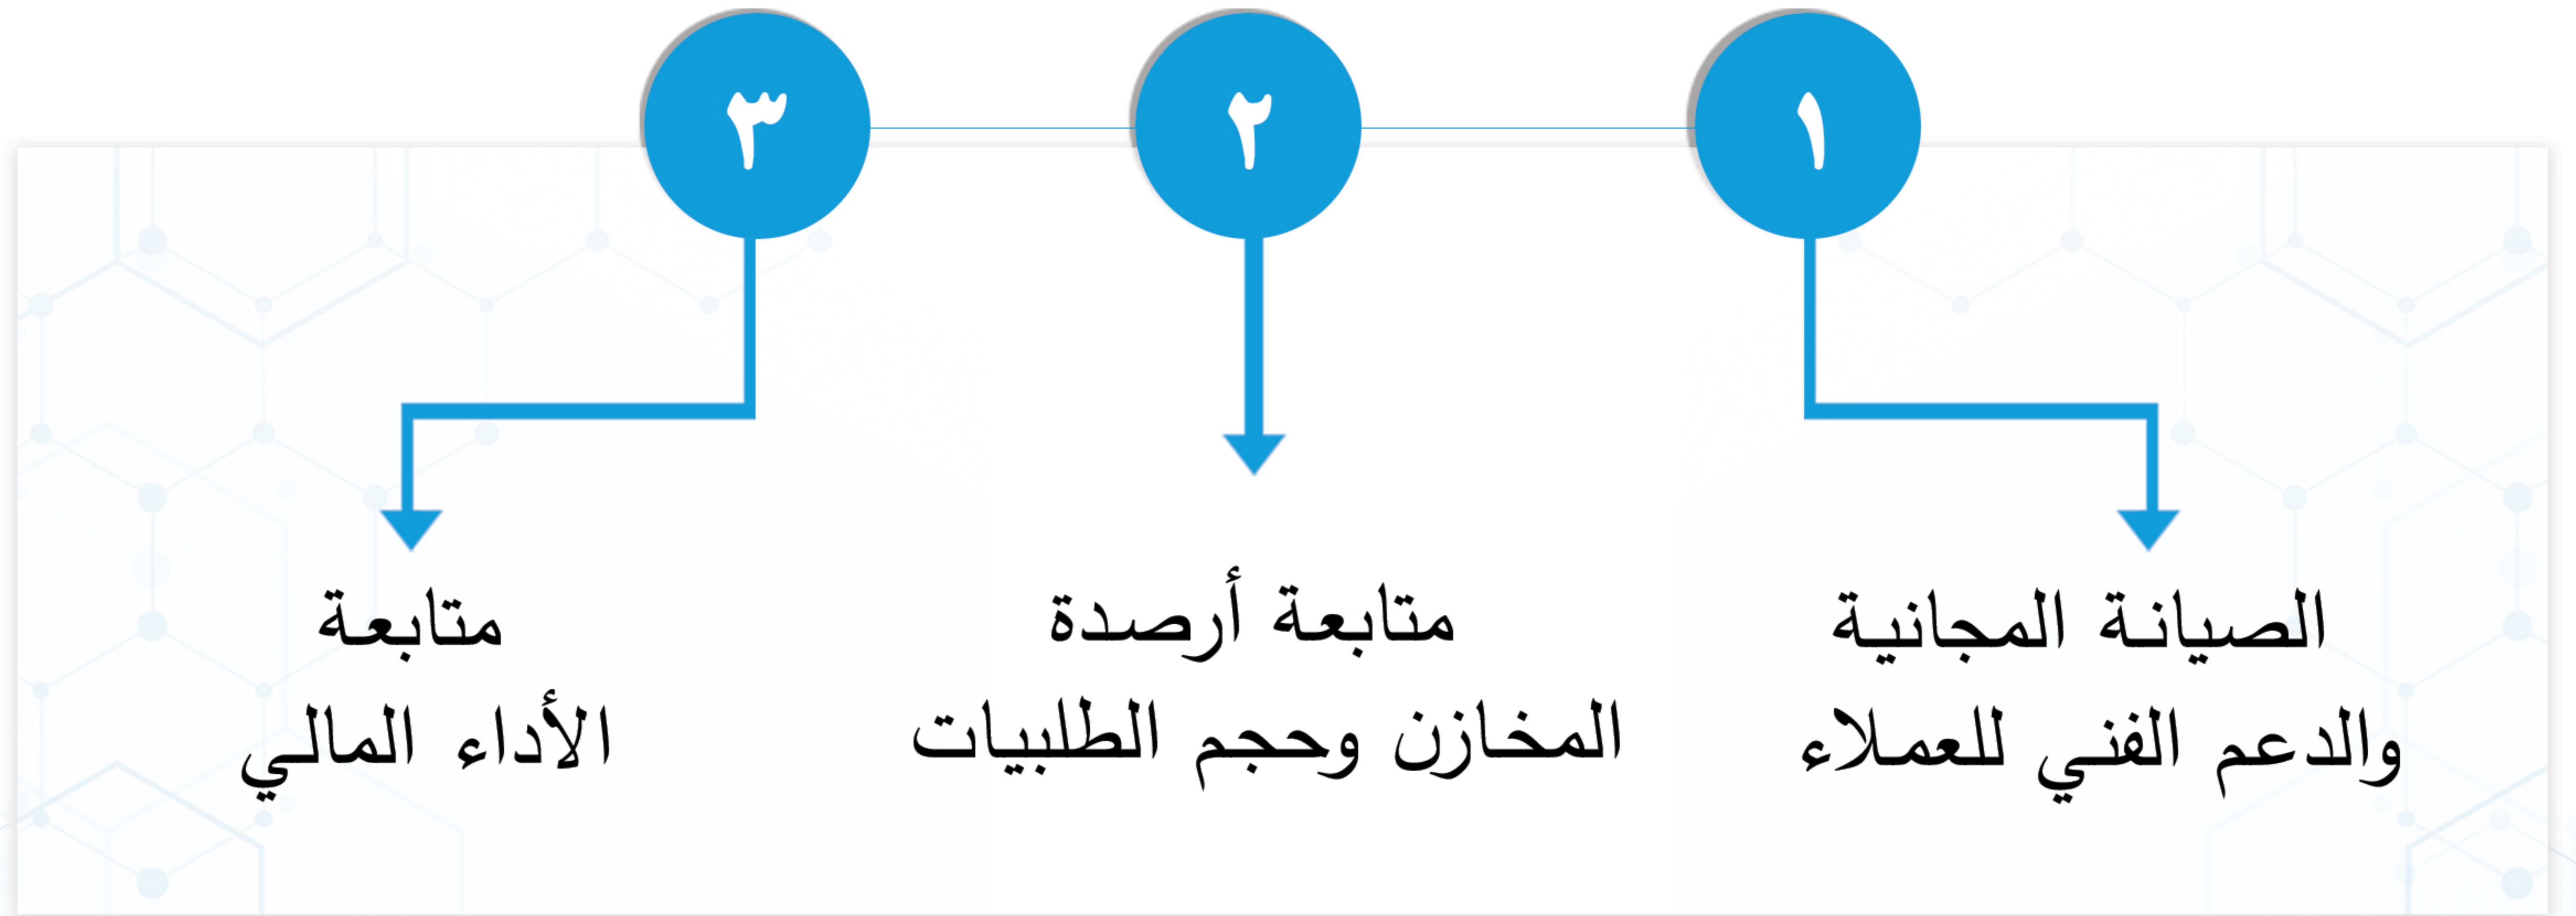 ١
الصيانة المجانية
والدعم الفني للعملاء
٢
متابعة أرصدة
المخازن وحجم الطلبيات
٣
متابعة
الأداء المالي